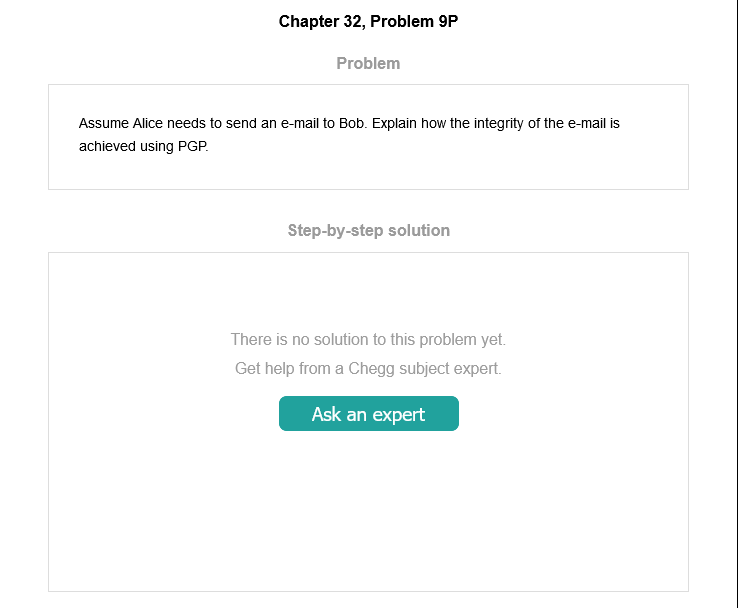 Chapter 32, Problem 9P
Problem
Assume Alice needs to send an e-mail to Bob. Explain how the integrity of the e-mail is
achieved using PGP.
Step-by-step solution
There is no solution to this problem yet.
Get help from a Chegg subject expert.
Ask an expert